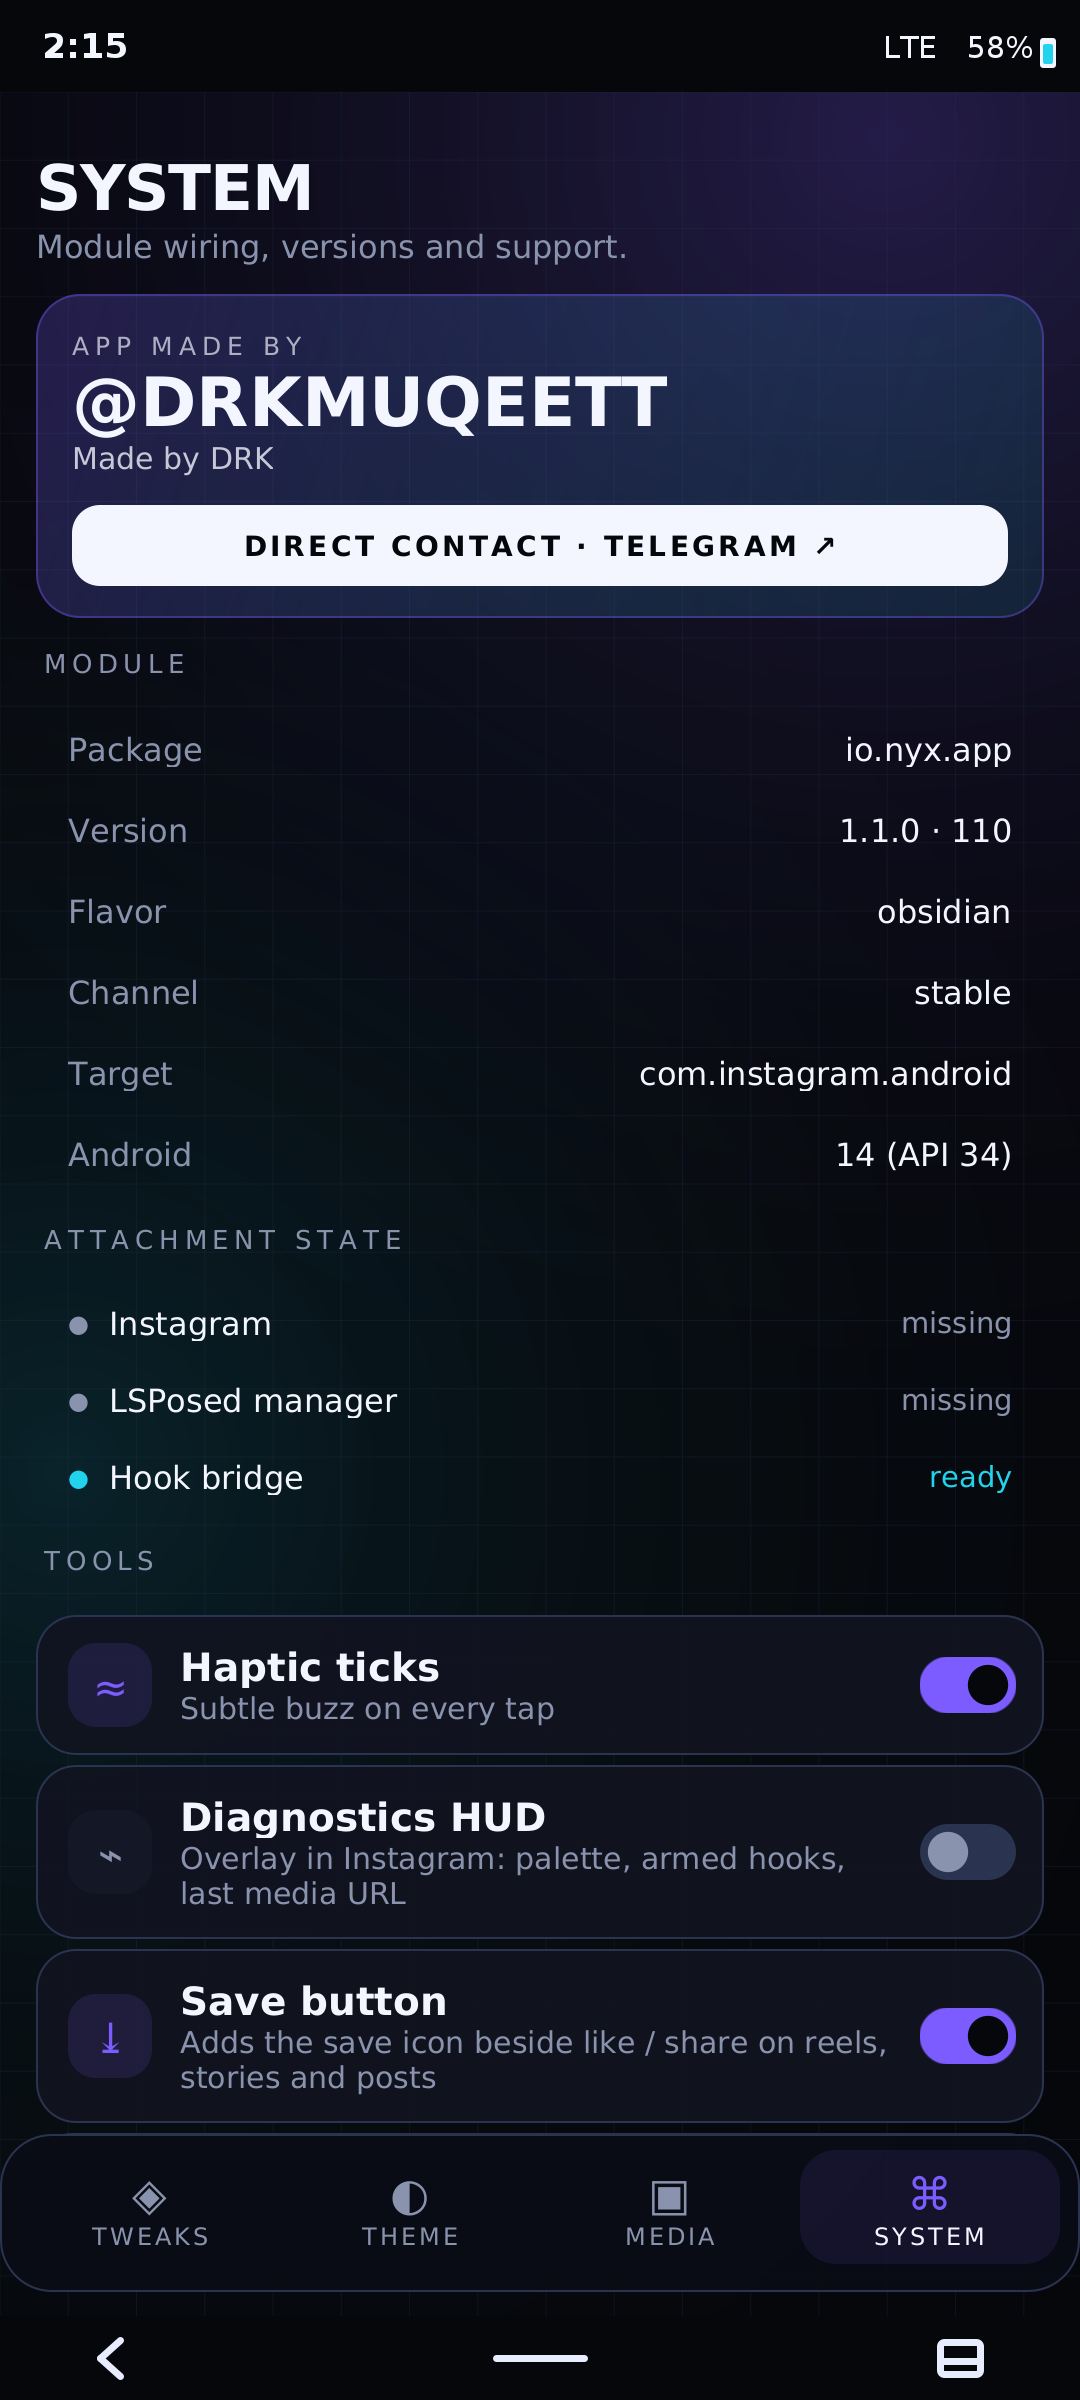 2:15
LTE 58%
SYSTEM
Module wiring, versions and support.
APP MADE BY
@DRKMUQEETT
Made by DRK
DIRECT CONTACT · TELEGRAM ↗
MODULE
Package io.nyx.app
Version 1.1.0 · 110
Flavor obsidian
Channel stable
Target com.instagram.android
Android 14 (API 34)
ATTACHMENT STATE
Instagram missing
LSPosed manager missing
Hook bridge ready
TOOLS
Haptic ticks
Subtle buzz on every tap
Diagnostics HUD
Overlay in Instagram: palette, armed hooks,
last media URL
Save button
Adds the save icon beside like / share on reels,
stories and posts
TWEAKS THEME MEDIA SYSTEM